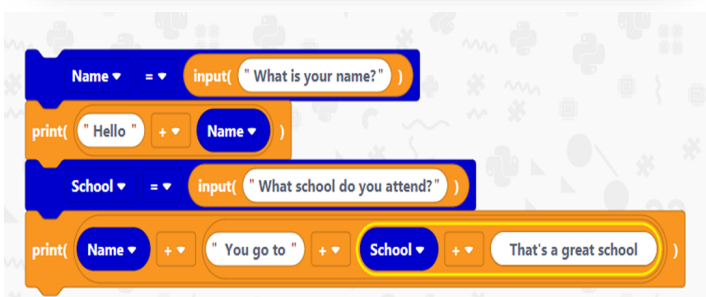 Name ▾ = ▾ input( " What is your name? " )
print( " Hello " + ▾ Name ▾ )
School ▾ = ▾ input( " What school do you attend? " )
print( Name ▾ + ▾ " You go to " + ▾ School ▾ + ▾ That's a great school )